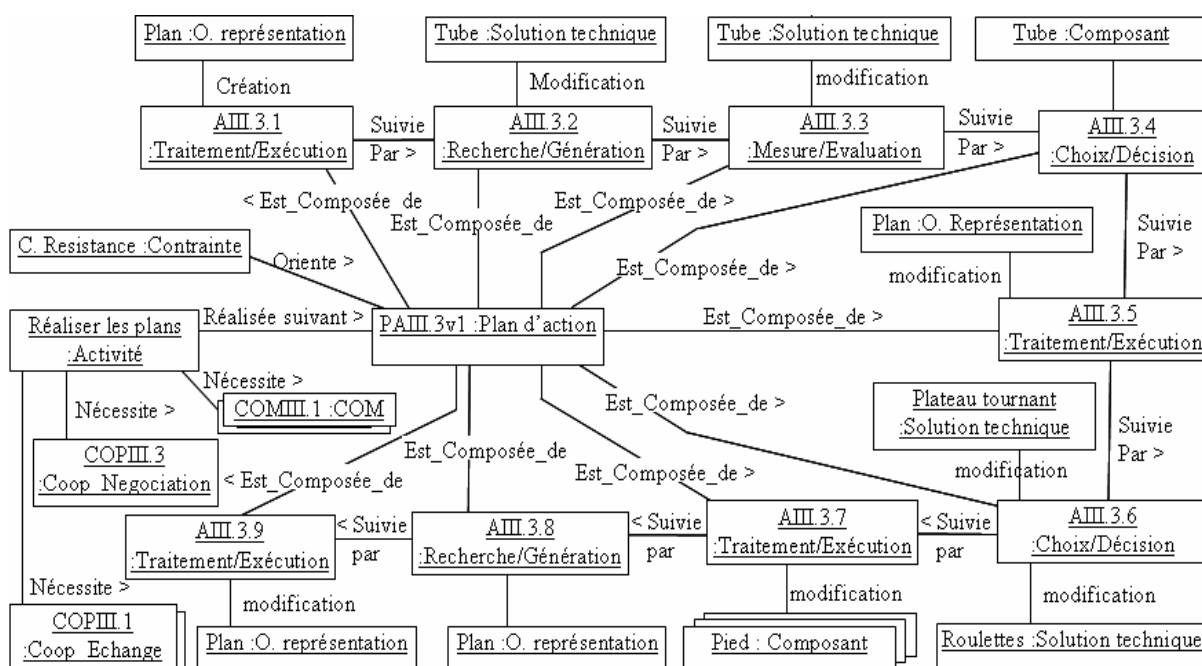 Plan :O. représentation
Tube :Solution technique
Tube :Solution technique
Tube :Composant
Création
Modification
modification
AIII.3.1
:Traitement/Exécution
Suivie
Par >
AIII.3.2
:Recherche/Génération
Suivie
Par >
AIII.3.3
:Mesure/Evaluation
Suivie
Par >
AIII.3.4
:Choix/Décision
< Est_Composée_de
Est_Composée_de
Est_Composée_de >
Plan :O. Représentation
Suivie
Par >
C. Resistance :Contrainte
Oriente >
Est_Composée_de >
modification
Réaliser les plans
:Activité
Réalisée suivant >
PAIII.3v1 :Plan d’action
Est_Composée_de >
AIII.3.5
:Traitement/Exécution
Nécessite >
COMIII.1 :COM
Nécessite >
Est_Composée_de >
Plateau tournant
:Solution technique
Suivie
Par >
COPIII.3
:Coop_Negociation
Est_Composée_de
< Est_Composée_de
Est_Composée_de >
modification
AIII.3.9
:Traitement/Exécution
< Suivie
par
AIII.3.8
:Recherche/Génération
< Suivie
par
AIII.3.7
:Traitement/Exécution
< Suivie
par
AIII.3.6
:Choix/Décision
Nécessite >
modification
modification
modification
COPIII.1
:Coop_Echange
Plan :O. représentation
Plan :O. représentation
Pied : Composant
Roulettes :Solution technique